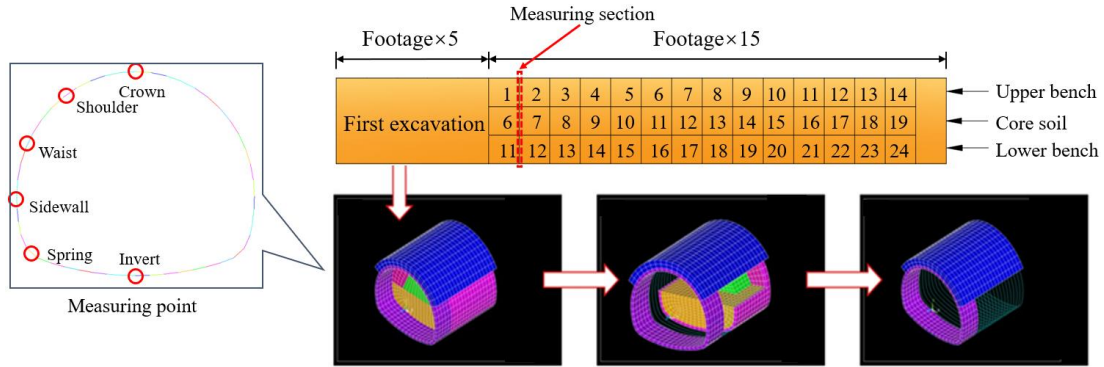 Measuring section
Footage×5
Footage×15
1 2 3 4 5 6 7 8 9 10 11 12 13 14
Upper bench
First excavation
6 7 8 9 10 11 12 13 14 15 16 17 18 19
Core soil
11 12 13 14 15 16 17 18 19 20 21 22 23 24
Lower bench
Crown
Shoulder
Waist
Sidewall
Spring
Invert
Measuring point